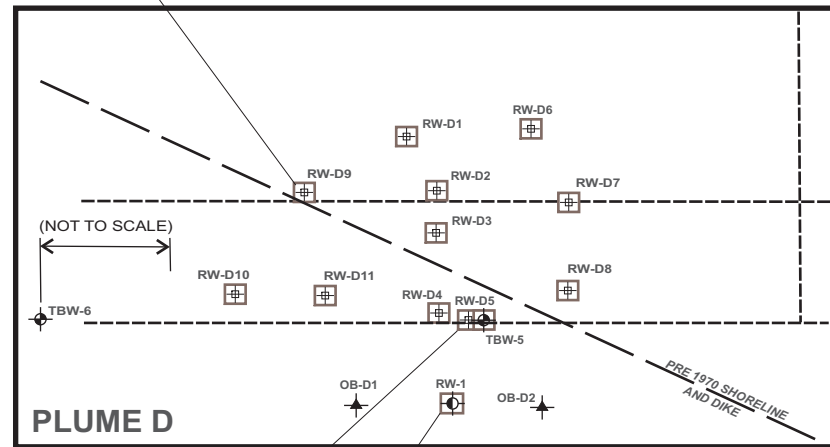 RW-D6
RW-D1
RW-D9
RW-D2
RW-D7
(NOT TO SCALE)
RW-D3
RW-D10
RW-D11
RW-D8
RW-D4
RW-D5
TBW-6
TBW-5
OB-D1
RW-1
OB-D2
PRE 1970 SHORELINE
AND DIKE
PLUME D